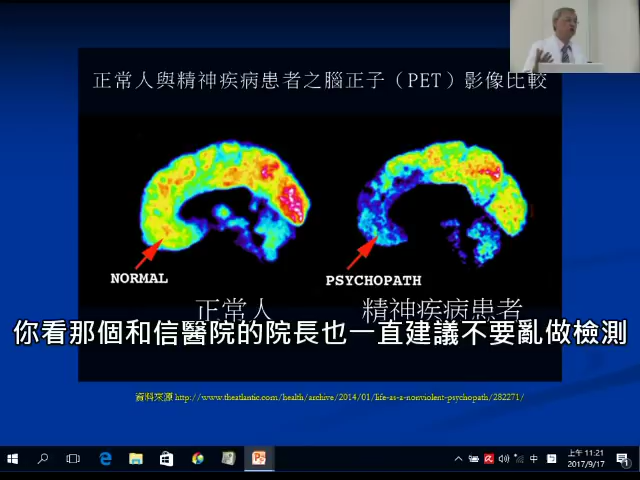 正常人與精神疾病患者之腦正子（PET）影像比較
NORMAL
PSYCHOPATH
正常人
精神疾病患者
你看那個和信醫院的院長也一直建議不要亂做檢測
資料來源 http://www.theatlantic.com/health/archive/2014/01/life-as-a-nonviolent-psychopath/282271/
中
上午 11:21
2017/9/17